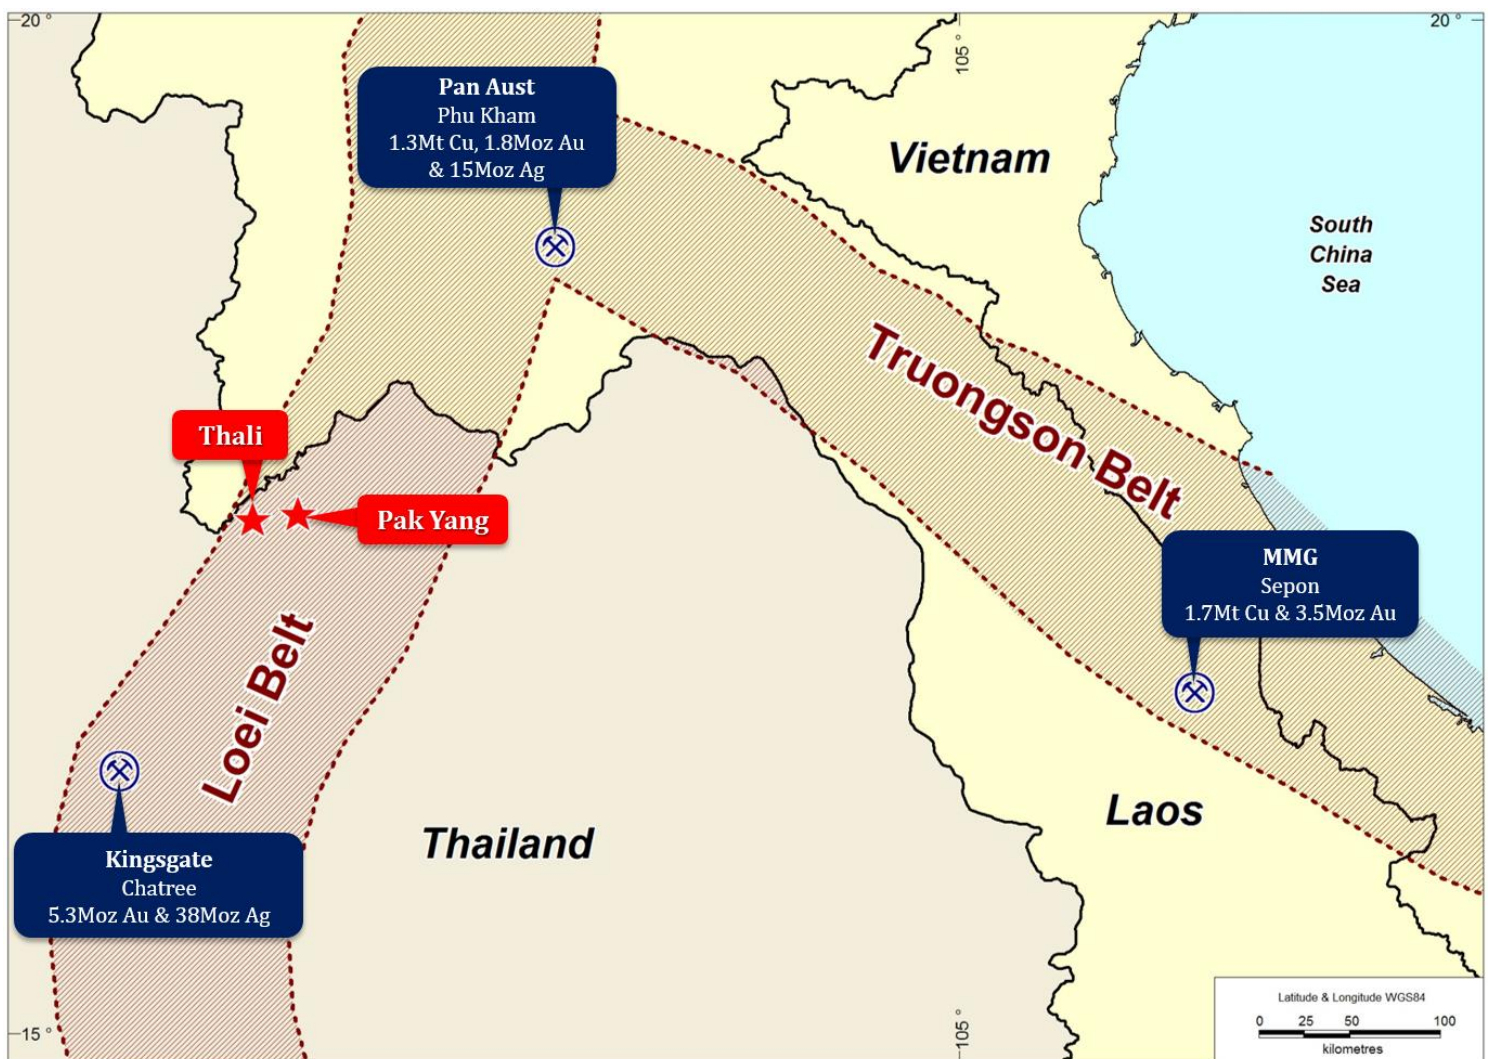 20 °
105 °
20 °
Pan Aust
Phu Kham
1.3Mt Cu, 1.8Moz Au
& 15Moz Ag
Vietnam
South
China
Sea
Truongson Belt
Thali
Pak Yang
MMG
Sepon
1.7Mt Cu & 3.5Moz Au
Loei Belt
Kingsgate
Chatree
5.3Moz Au & 38Moz Ag
Thailand
Laos
15 °
105 °
Latitude & Longitude WGS84
0 25 50 100
kilometres